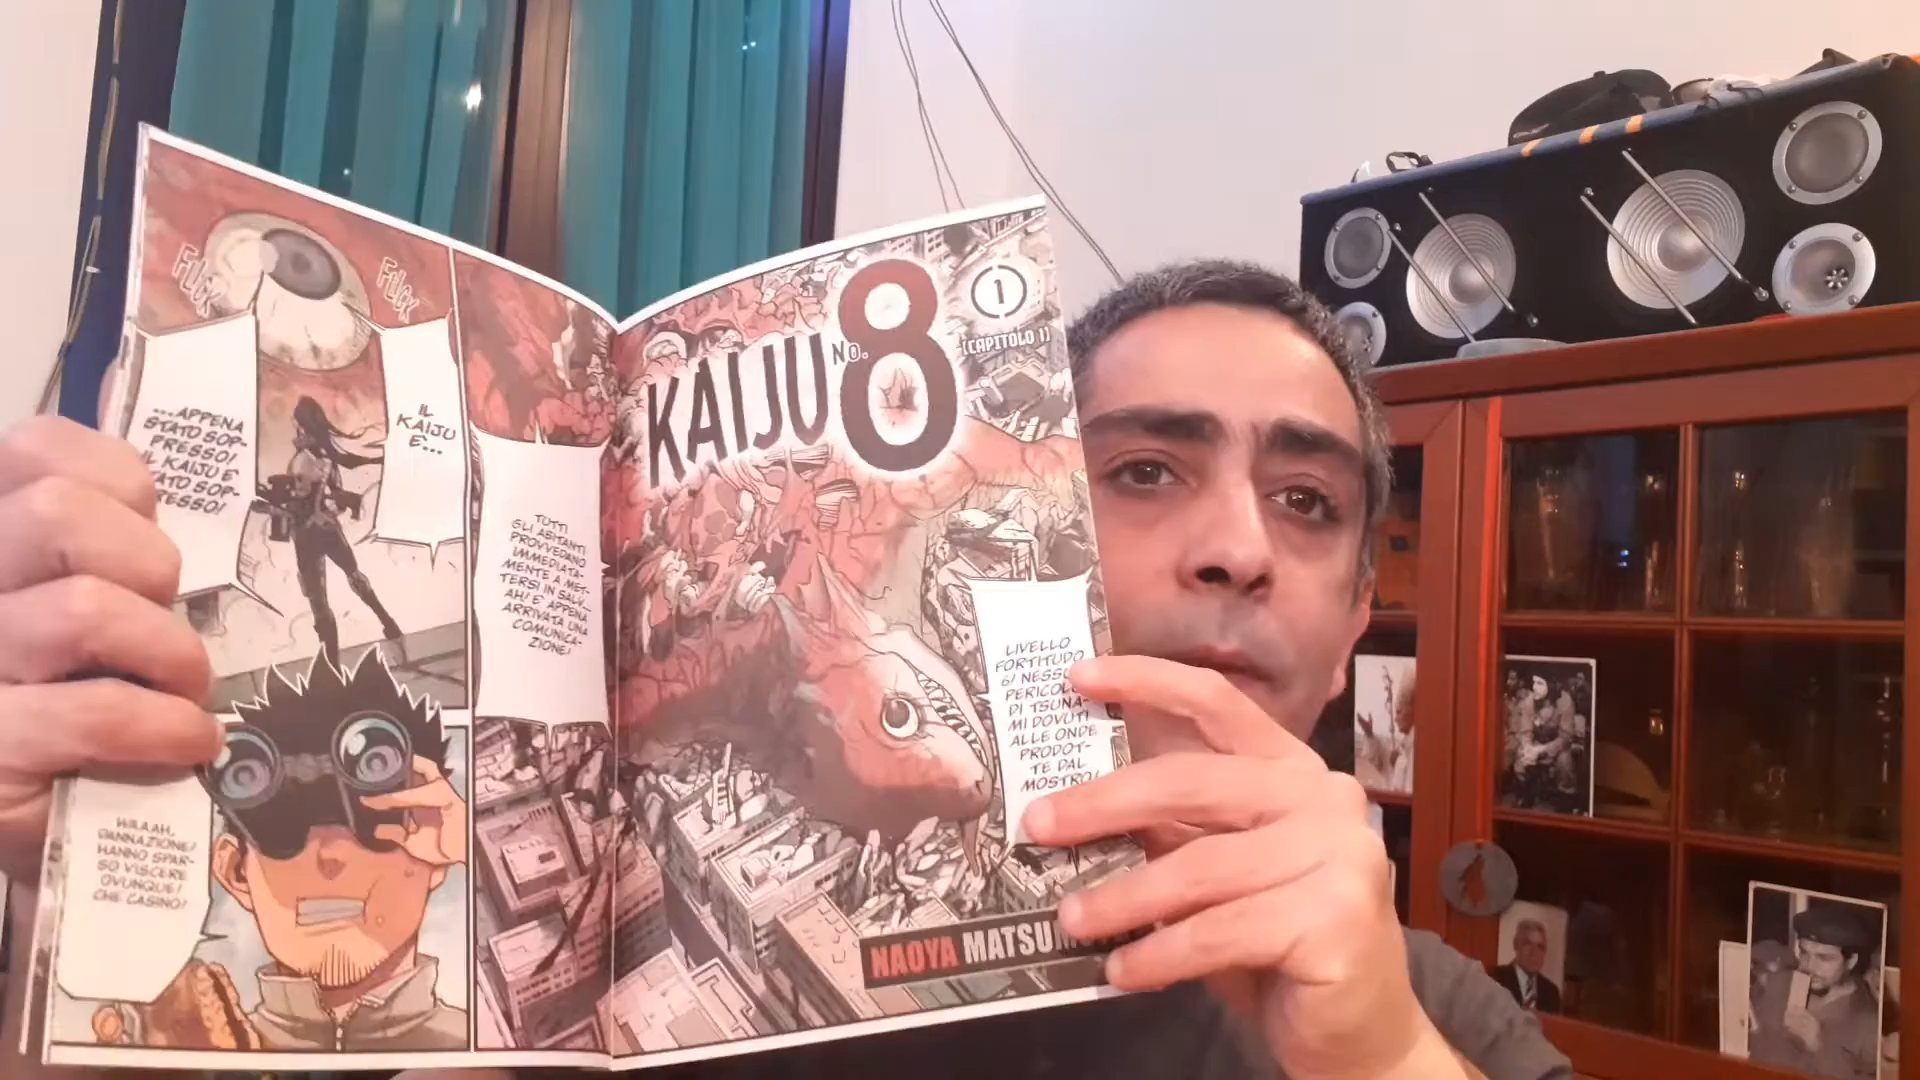 KAIJU NO. 8
1
[CAPITOLO 1]
LIVELLO
FORTITUDO
6! NESSUN
PERICOLO
DI TSUNA-
MI DOVUTI
ALLE ONDE
PRODOT-
TE DAL
MOSTRO!
NAOYA MATSUMOTO
TUTTI
GLI ABITANTI
PROVVEDANO
IMMEDIATA-
MENTE A MET-
TERSI IN SALV...
AH! E' APPENA
ARRIVATA UNA
COMUNICA-
ZIONE!
IL
KAIJU
E'...
...APPENA
STATO SOP-
PRESSO!
IL KAIJU E'
STATO SOP-
PRESSO!
WAAAH,
DANNAZIONE!
HANNO SPAR-
SO VISCERE
OVUNQUE!
CHE CASINO!